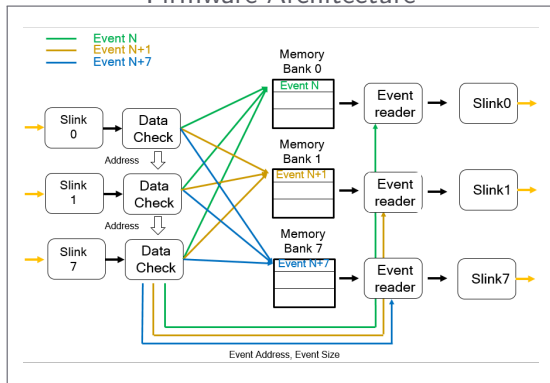 Firmware Architecture
Event N
Event N+1
Event N+7
Memory
Bank 0
Event N
Event
reader
Slink0
Slink
0
Data
Check
Address
Memory
Bank 1
Event N+1
Event
reader
Slink1
Slink
1
Data
Check
Address
Memory
Bank 7
Event N+7
Event
reader
Slink7
Slink
7
Data
Check
Event Address, Event Size